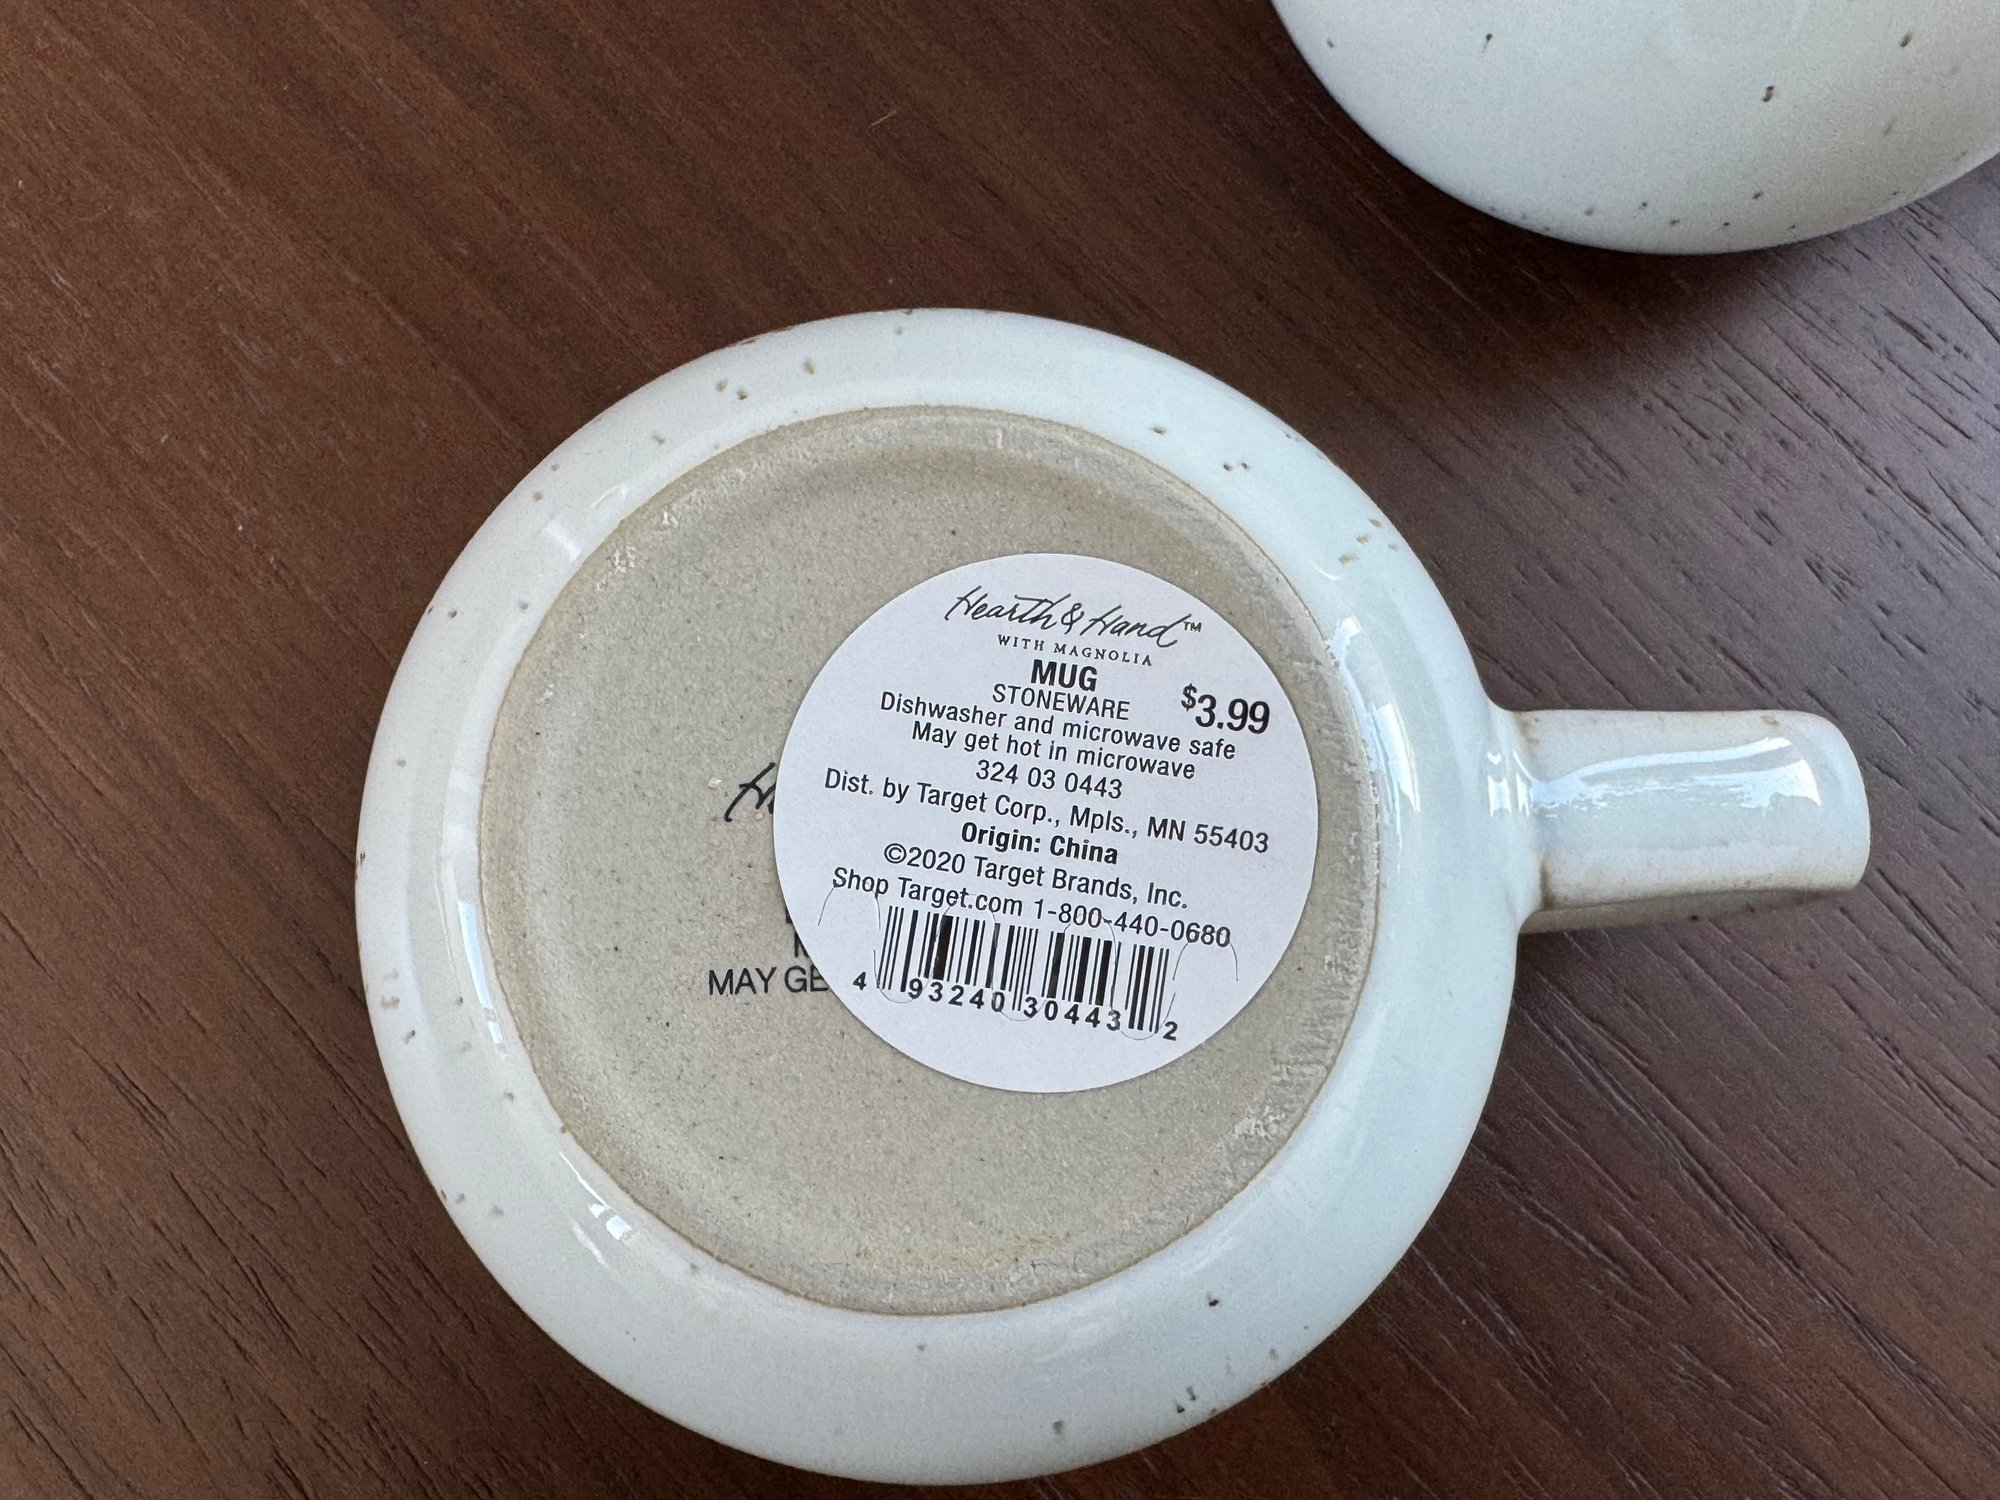 Hearth & Hand™
WITH MAGNOLIA
MUG
STONEWARE
$3.99
Dishwasher and microwave safe
May get hot in microwave
324 03 0443
Dist. by Target Corp., Mpls., MN 55403
Origin: China
©2020 Target Brands, Inc.
Shop Target.com 1-800-440-0680
4 93240 30443 2
MAY GE